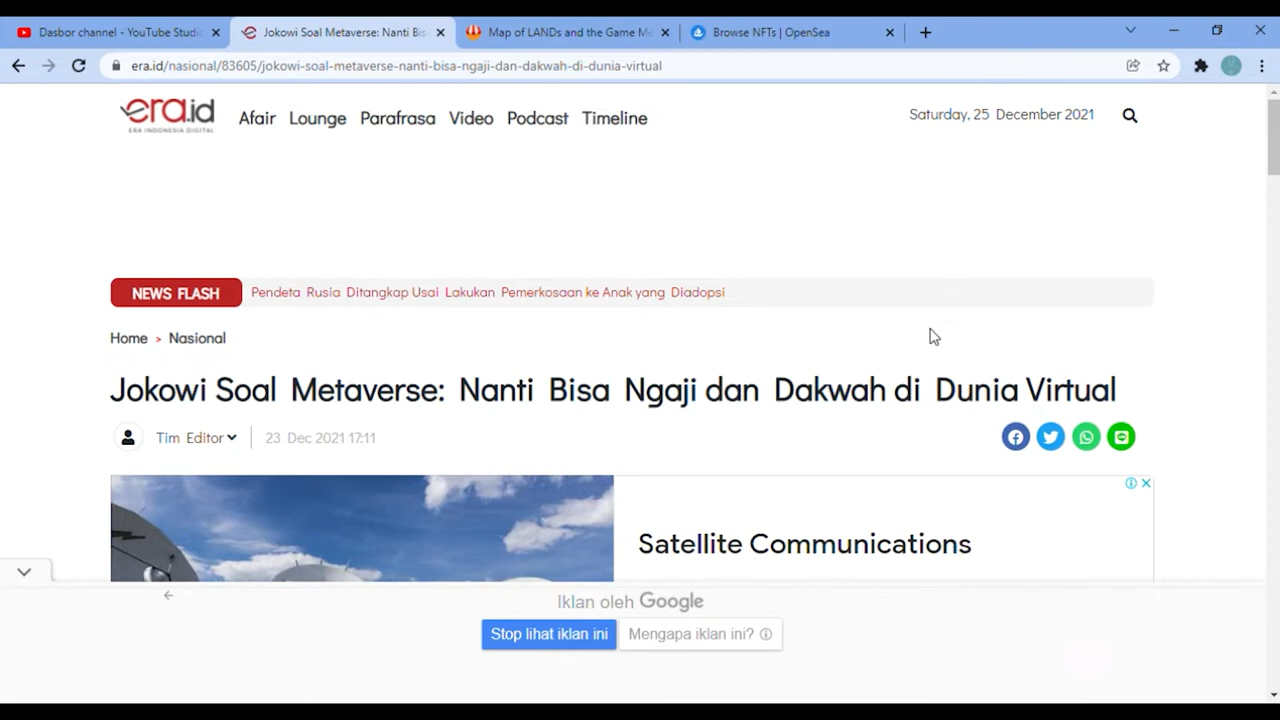 Dasbor channel - YouTube Studi
Jokowi Soal Metaverse: Nanti Bis
Map of LANDs and the Game Me
Browse NFTs | OpenSea
era.id/nasional/83605/jokowi-soal-metaverse-nanti-bisa-ngaji-dan-dakwah-di-dunia-virtual
era.id
ERA INDONESIA DIGITAL
Afair Lounge Parafrasa Video Podcast Timeline
Saturday, 25 December 2021
NEWS FLASH
Pendeta Rusia Ditangkap Usai Lakukan Pemerkosaan ke Anak yang Diadopsi
Home > Nasional
Jokowi Soal Metaverse: Nanti Bisa Ngaji dan Dakwah di Dunia Virtual
Tim Editor
23 Dec 2021 17:11
Satellite Communications
Iklan oleh Google
Stop lihat iklan ini
Mengapa iklan ini?